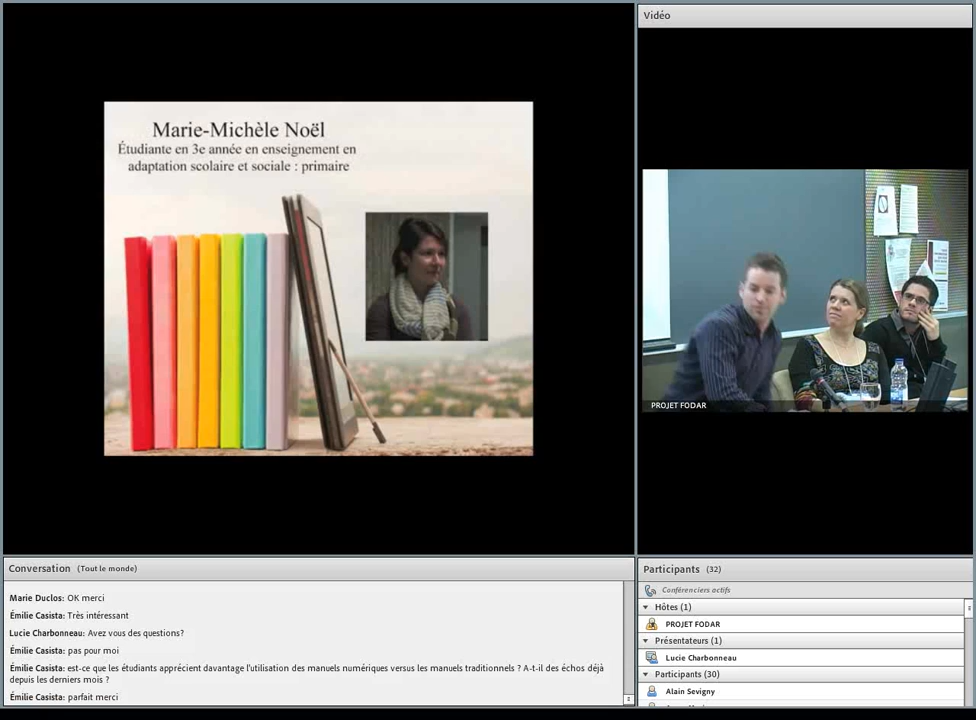 Vidéo
Marie-Michèle Noël
Étudiante en 3e année en enseignement en
adaptation scolaire et sociale : primaire
PROJET FODAR
Conversation (Tout le monde)
Marie Duclos: OK merci
Émilie Casista: Très intéressant
Lucie Charbonneau: Avez vous des questions?
Émilie Casista: pas pour moi
Émilie Casista: est-ce que les étudiants apprécient davantage l'utilisation des manuels numériques versus les manuels traditionnels ? A-t-il des échos déjà
depuis les derniers mois ?
Émilie Casista: parfait merci
Participants (32)
Conférenciers actifs
Hôtes (1)
PROJET FODAR
Présentateurs (1)
Lucie Charbonneau
Participants (30)
Alain Sevigny